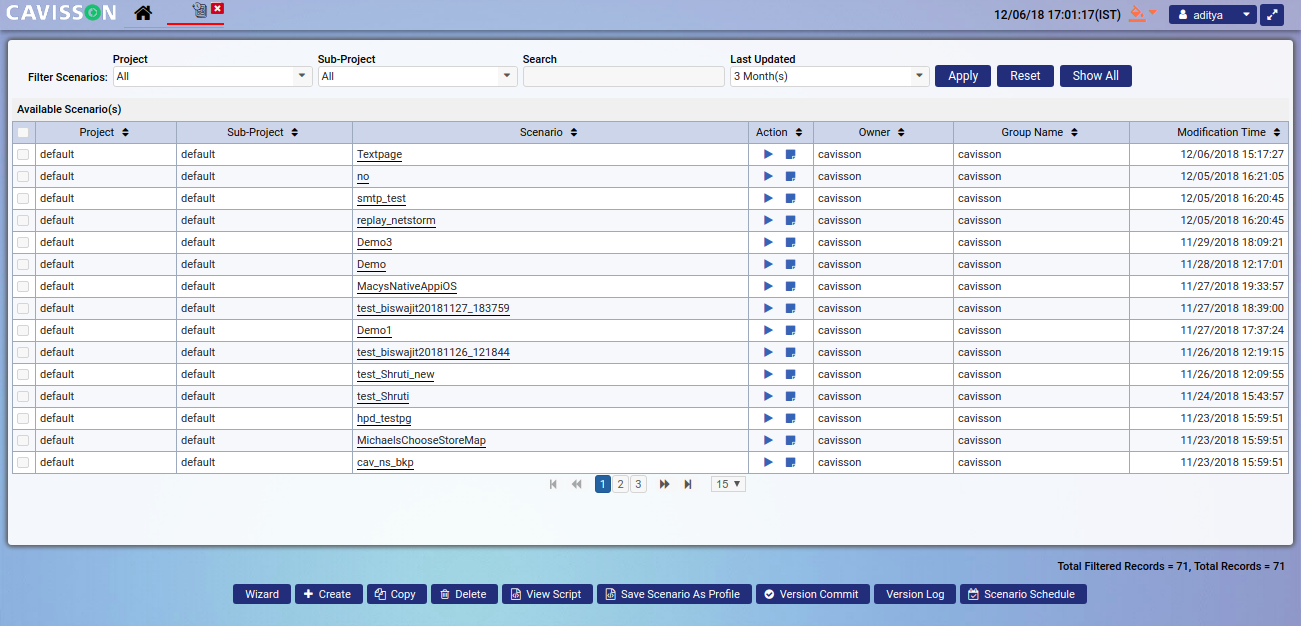 CAVISSON 12/06/18 17:01:17(IST) aditya
Project Sub-Project Search Last Updated
Filter Scenarios: All All 3 Month(s) Apply Reset Show All
Available Scenario(s)
Project Sub-Project Scenario Action Owner Group Name Modification Time
default default Textpage cavisson cavisson 12/06/2018 15:17:27
default default no cavisson cavisson 12/05/2018 16:21:05
default default smtp_test cavisson cavisson 12/05/2018 16:20:45
default default replay_netstorm cavisson cavisson 12/05/2018 16:20:45
default default Demo3 cavisson cavisson 11/29/2018 18:09:21
default default Demo cavisson cavisson 11/28/2018 12:17:01
default default MacysNativeAppiOS cavisson cavisson 11/27/2018 19:33:57
default default test_biswajit20181127_183759 cavisson cavisson 11/27/2018 18:39:00
default default Demo1 cavisson cavisson 11/27/2018 17:37:24
default default test_biswajit20181126_121844 cavisson cavisson 11/26/2018 12:19:15
default default test_Shruti_new cavisson cavisson 11/26/2018 12:09:55
default default test_Shruti cavisson cavisson 11/24/2018 15:43:57
default default hpd_testpg cavisson cavisson 11/23/2018 15:59:51
default default MichaelsChooseStoreMap cavisson cavisson 11/23/2018 15:59:51
default default cav_ns_bkp cavisson cavisson 11/23/2018 15:59:51
1 2 3 15
Total Filtered Records = 71, Total Records = 71
Wizard Create Copy Delete View Script Save Scenario As Profile Version Commit Version Log Scenario Schedule